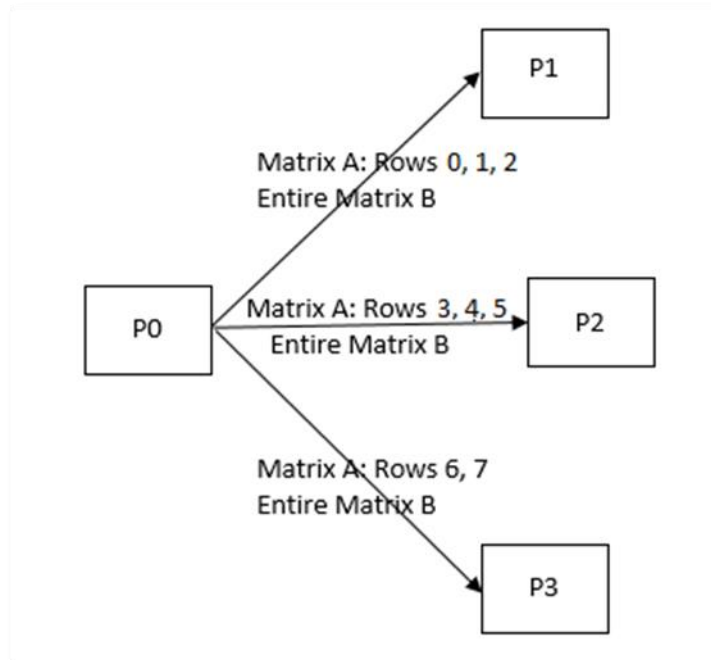 P1
Matrix A: Rows 0, 1, 2
Entire Matrix B
P0
Matrix A: Rows 3, 4, 5
Entire Matrix B
P2
Matrix A: Rows 6, 7
Entire Matrix B
P3